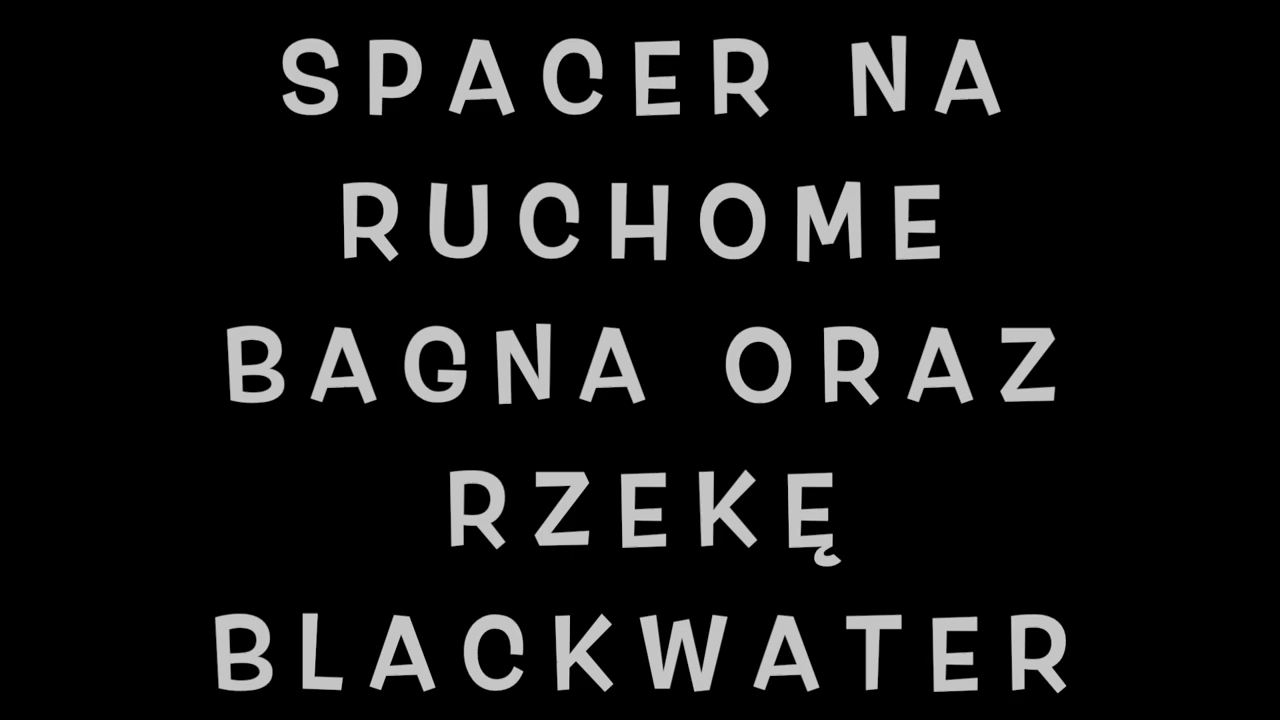 SPACER NA
RUCHOME
BAGNA ORAZ
RZEKĘ
BLACKWATER